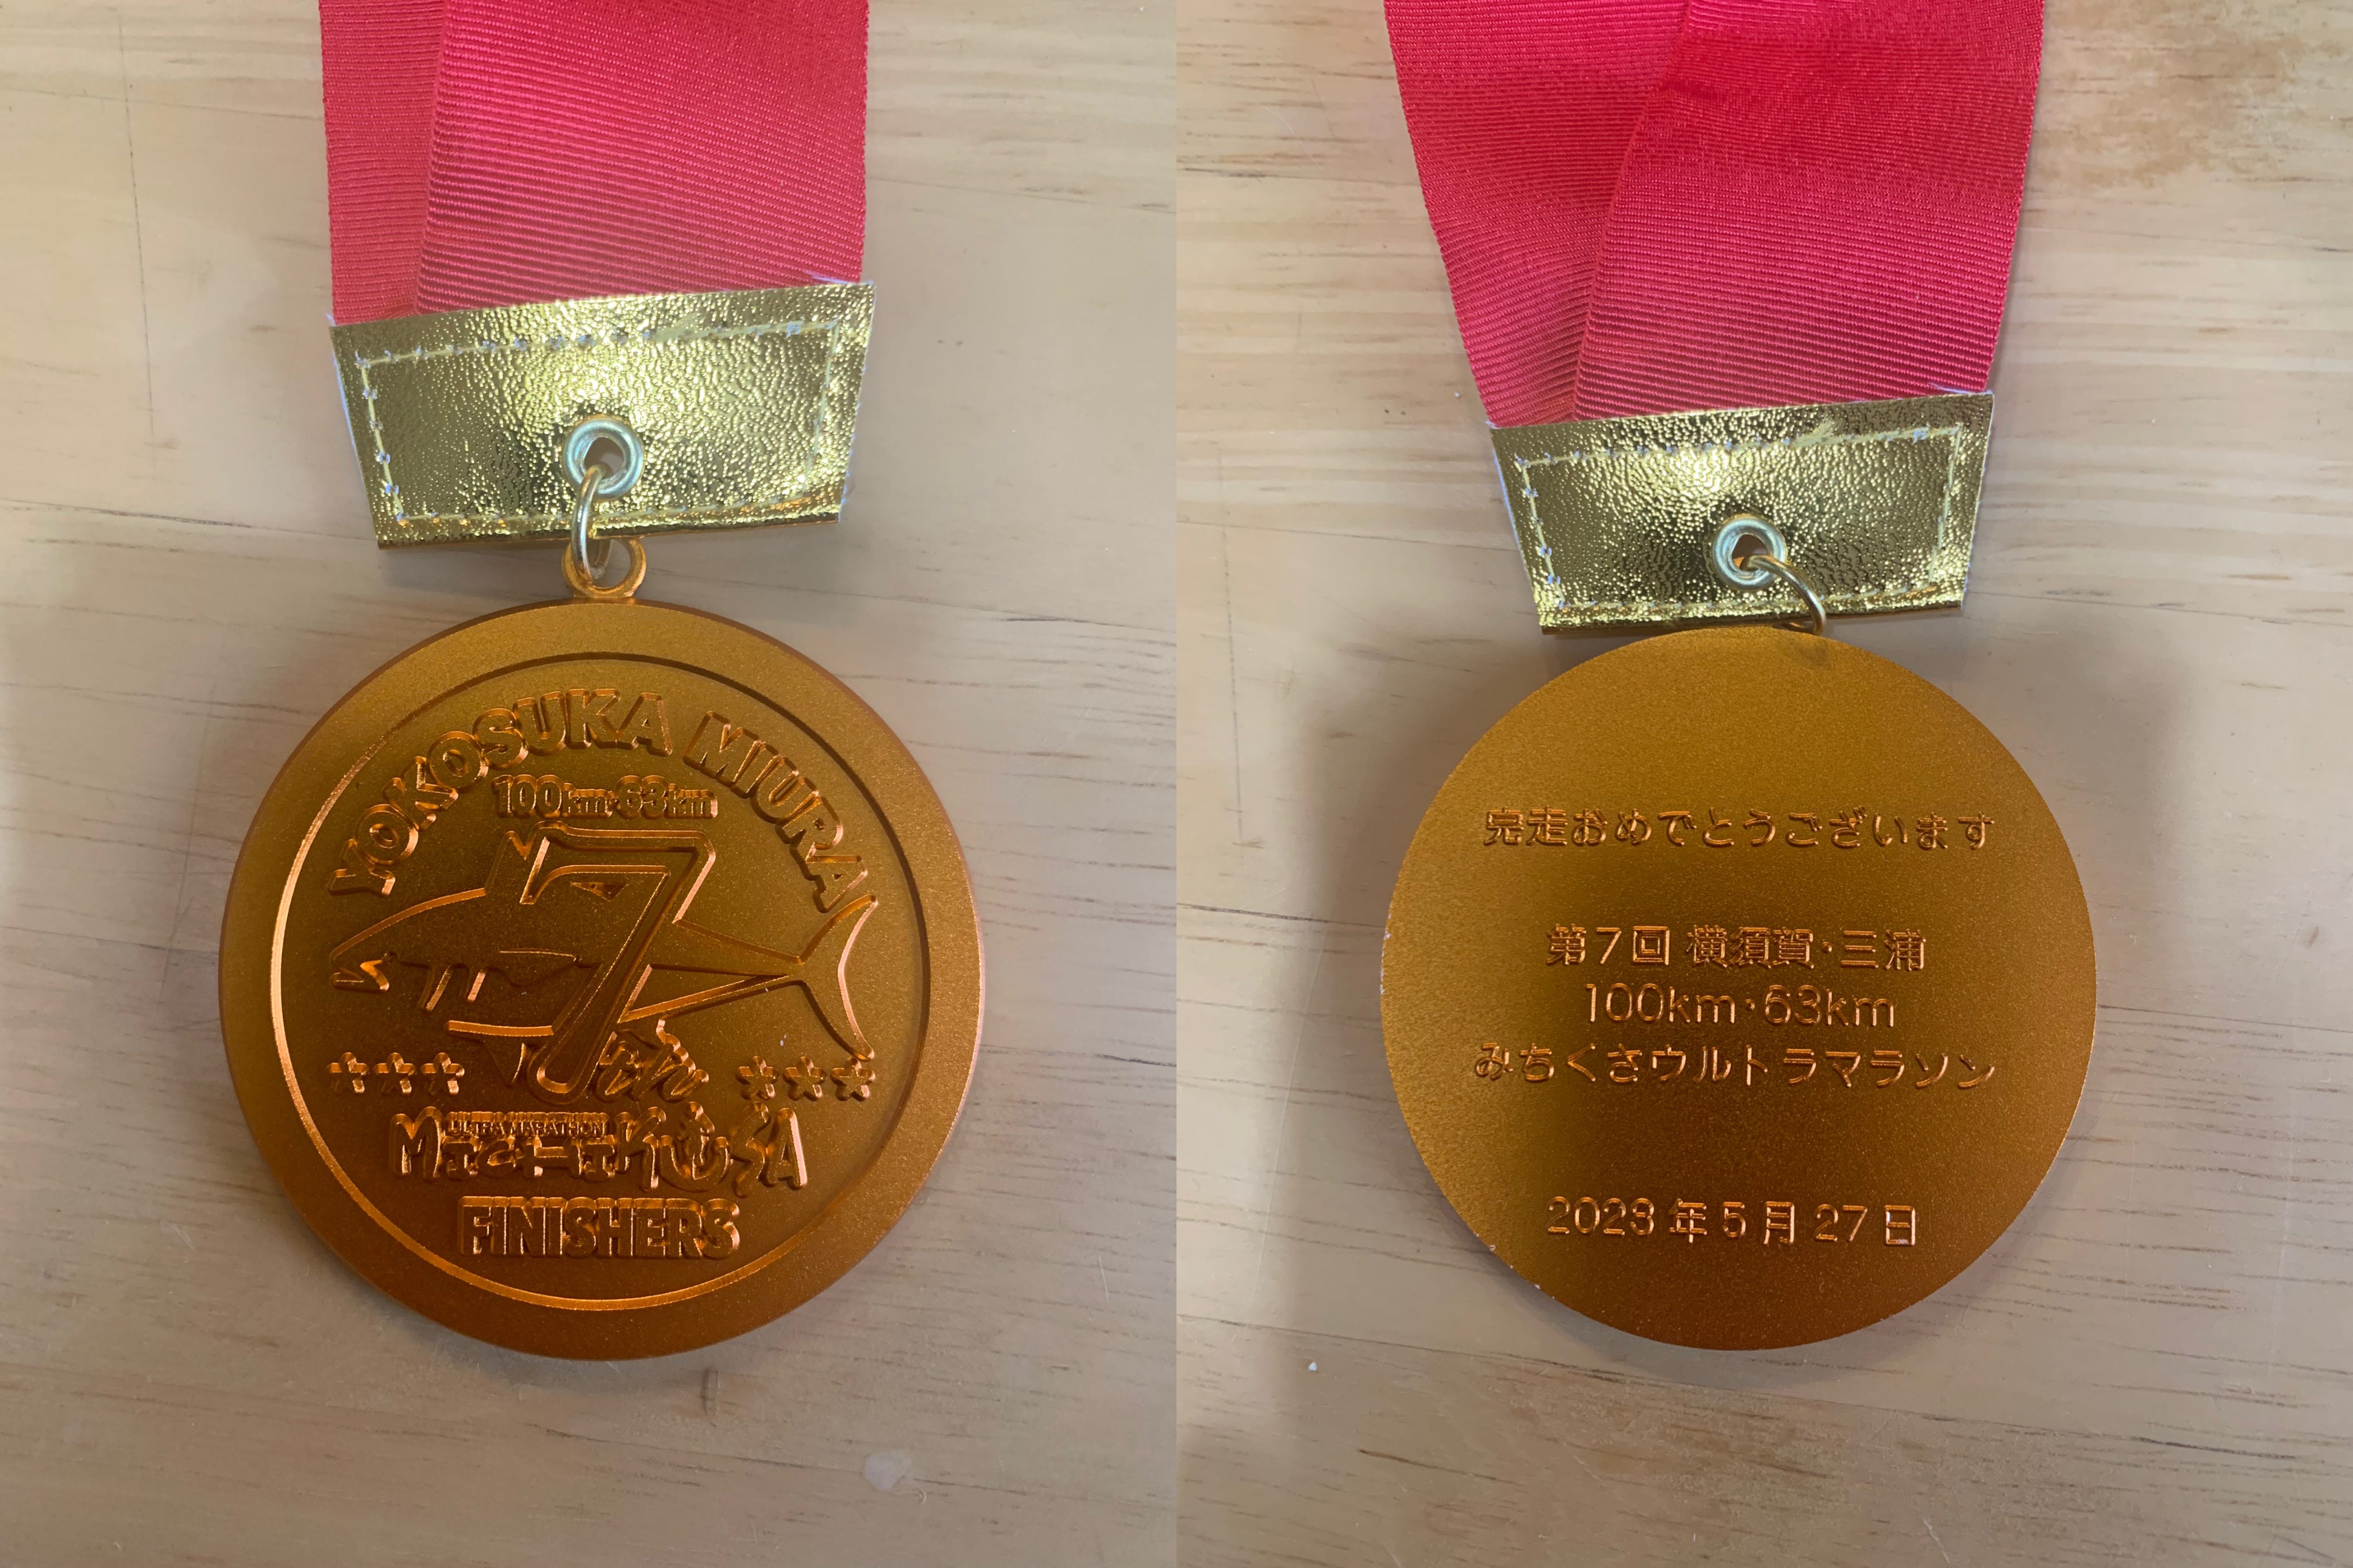 YOKOSUKA MIURA
100km·63km
7th
ULTRA MARATHON
MICHIKUSA
FINISHERS
完走おめでとうございます
第7回 横須賀·三浦
100km·63km
みちくさウルトラマラソン
2023年5月27日